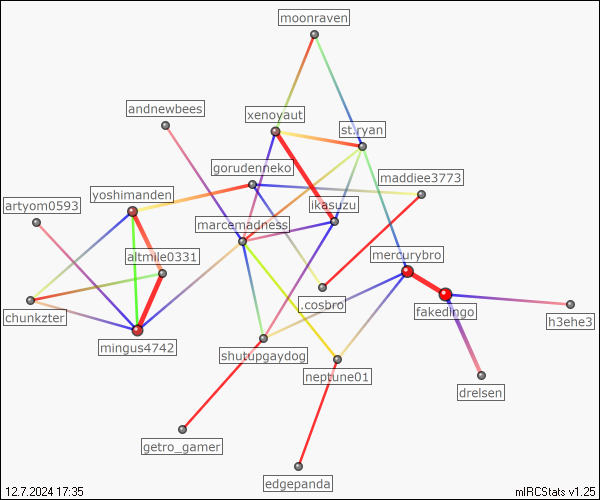 moonraven
andnewbees
xenoyaut
st.ryan
gorudenneko
maddiee3773
yoshimanden
artyom0593
ikasuzu
marcemadness
altmile0331
mercurybro
.cosbro
fakedingo
chunkzter
h3ehe3
mingus4742
shutupgaydog
neptune01
drelsen
getro_gamer
edgepanda
12.7.2024 17:35
mIRCStats v1.25